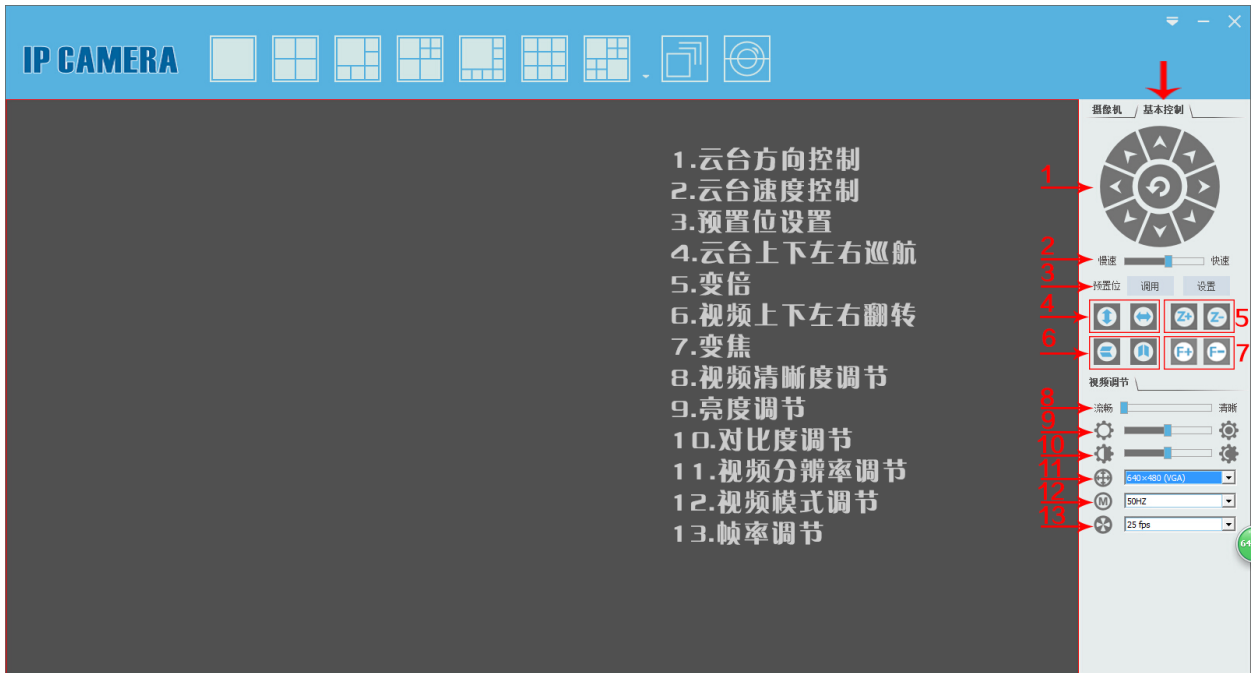 IP CAMERA
摄像机 基本控制
1.云台方向控制
2.云台速度控制
3.预置位设置
4.云台上下左右巡航
5.变倍
6.视频上下左右翻转
7.变焦
8.视频清晰度调节
9.亮度调节
10.对比度调节
11.视频分辨率调节
12.视频模式调节
13.帧率调节
1
2 慢速 快速
3 预置位 调用 设置
4 Z+ Z- 5
6 F+ F- 7
视频调节
8 流畅 清晰
9
10
11 640×480 (VGA)
12 M 50HZ
13 25 fps
64